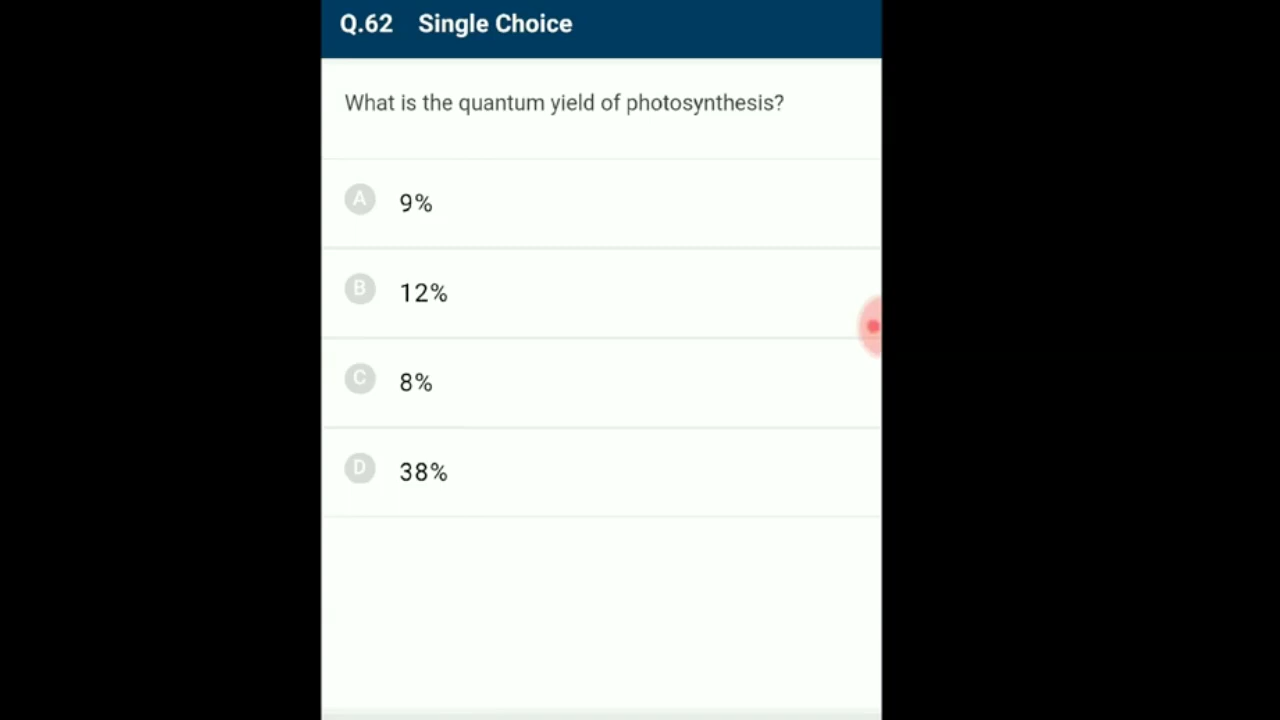 Q.62 Single Choice
What is the quantum yield of photosynthesis?
A 9%
B 12%
C 8%
D 38%